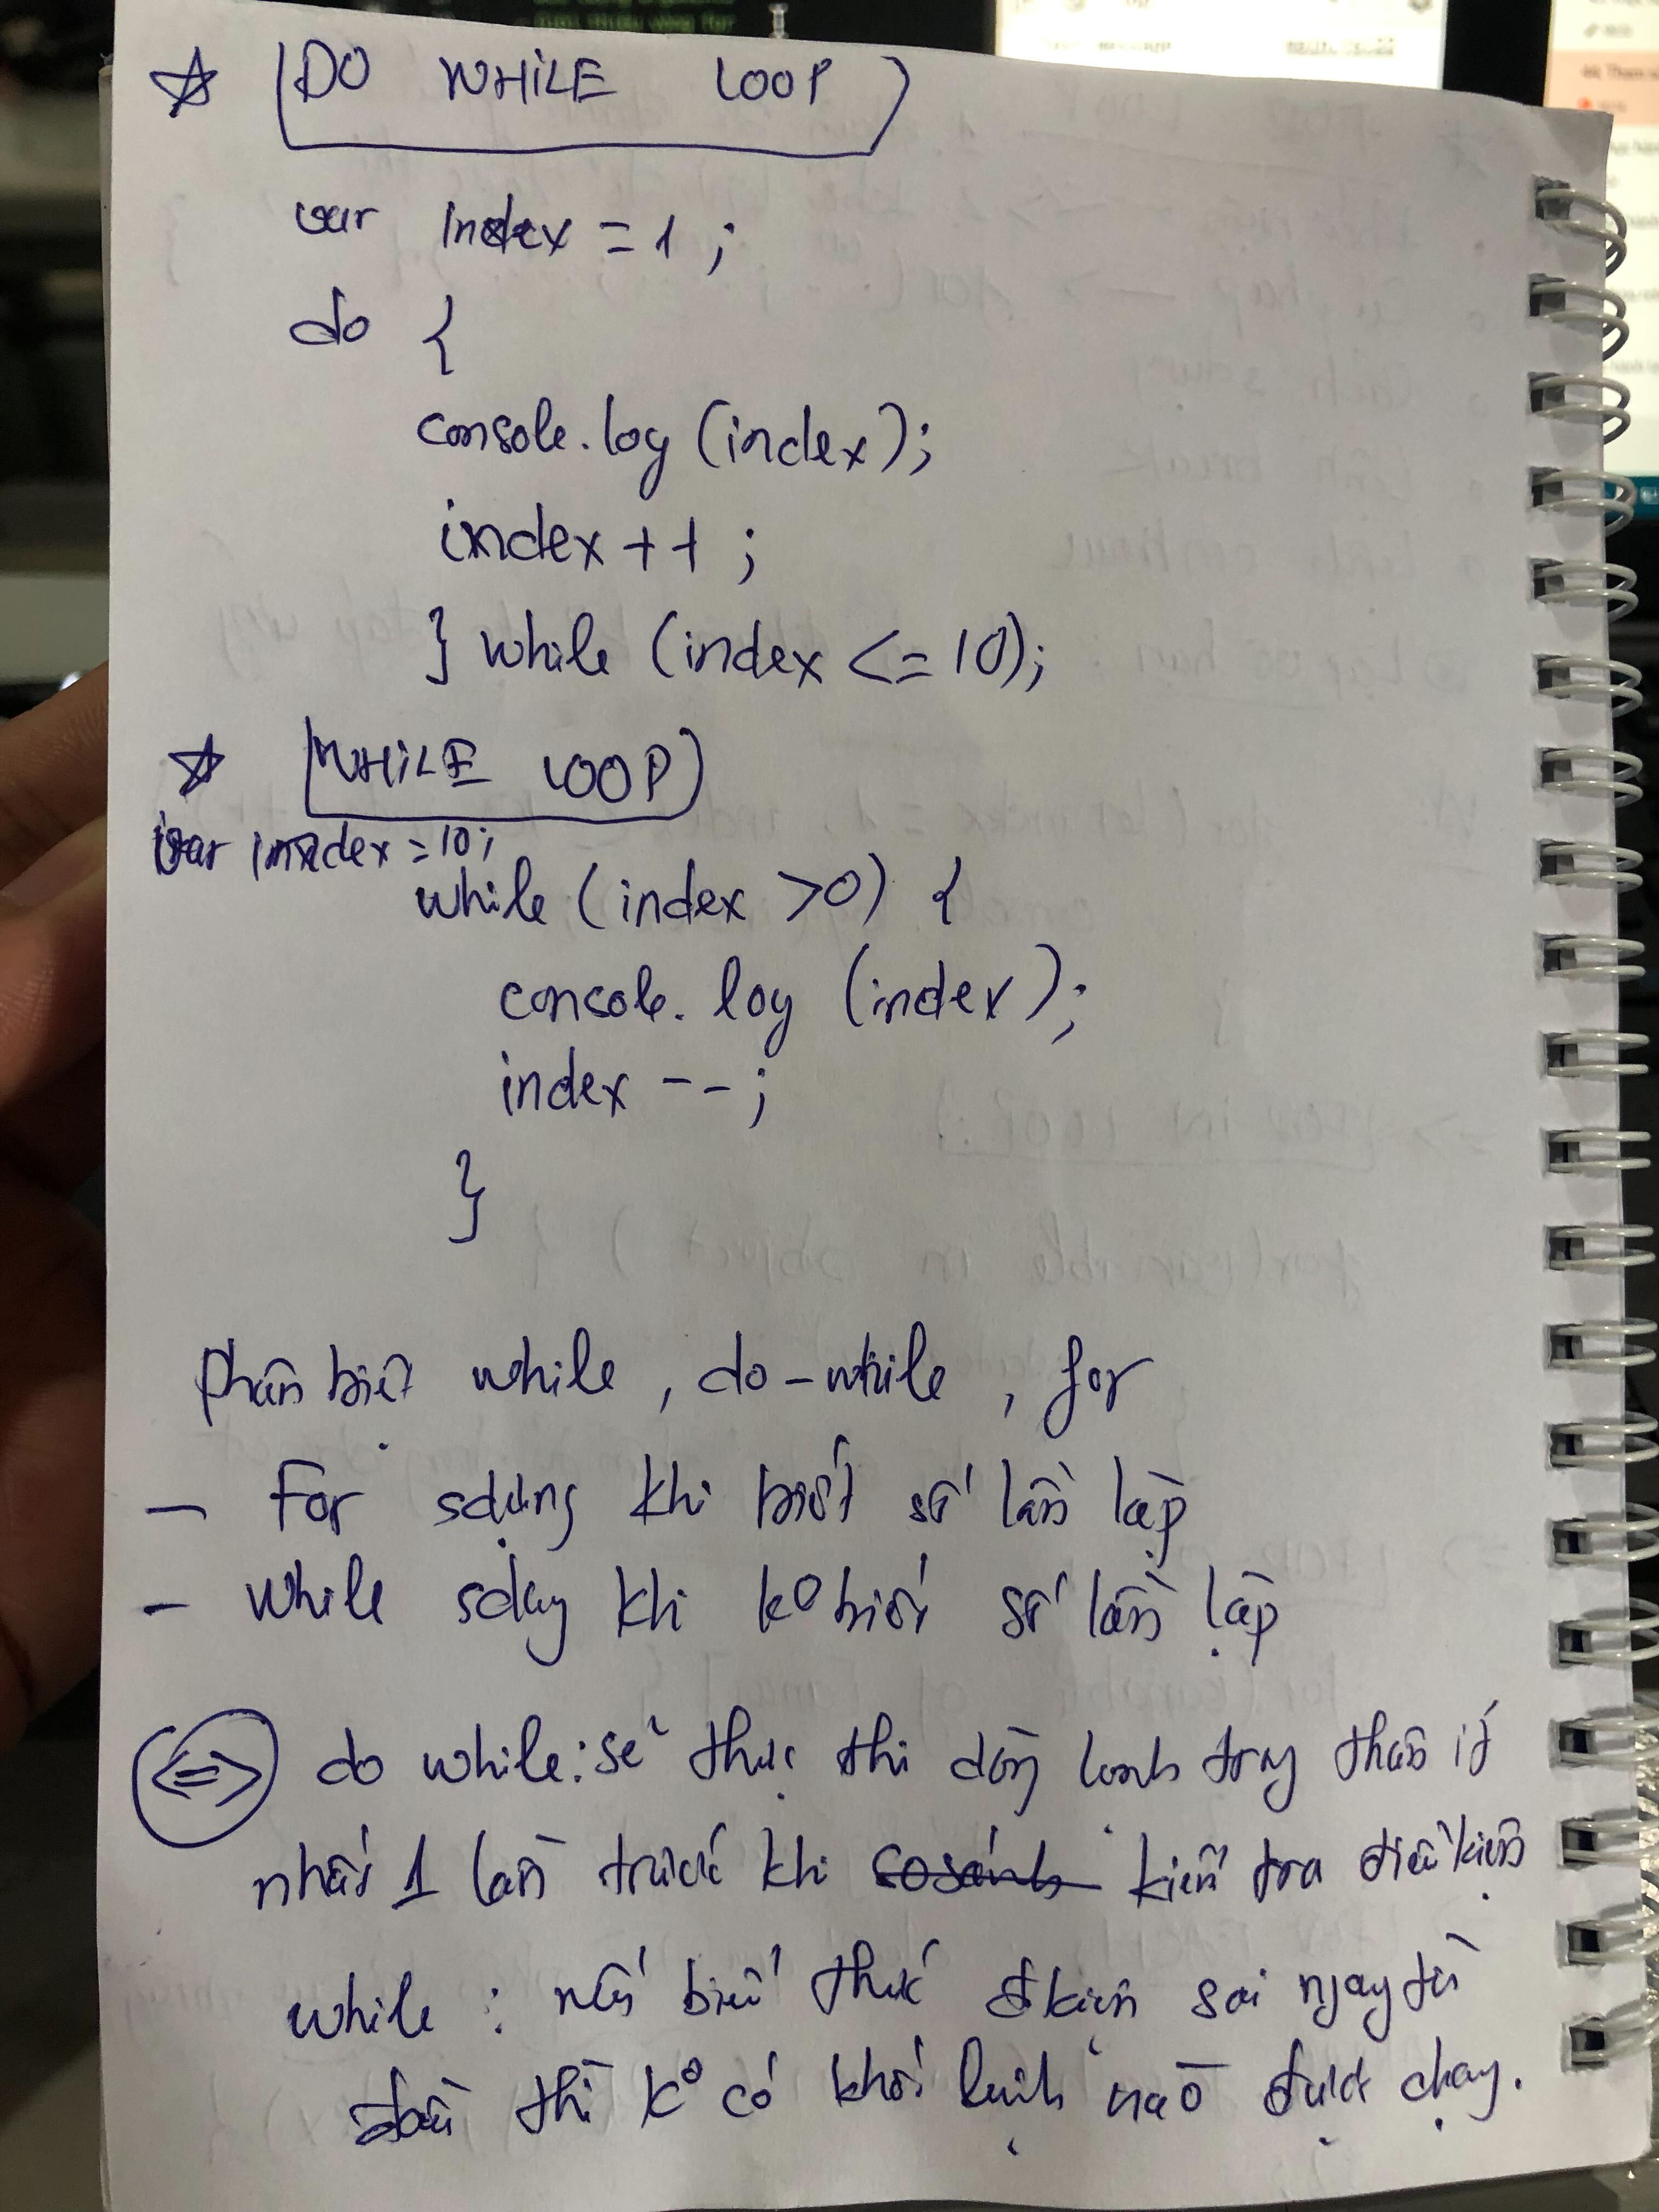 ☆ DO WHILE LOOP
var index = 1 ;
do {
console.log (index);
index ++ ;
} while (index <= 10);
☆ WHILE LOOP
var index = 10;
while (index >0) {
console. log (index);
index -- ;
}
phân biệt while , do-while , for
- For sdụng khi biết số lần lặp
- While sdụng khi k⁰ biết số lần lặp
<=> do while: sẽ thực thi dòng lệnh trong thân ít
nhất 1 lần trước khi so sánh kiểm tra điều kiện
while : nếu biểu thức đkiện sai ngay từ
đầu thì k⁰ có khối lệnh nào được chạy.